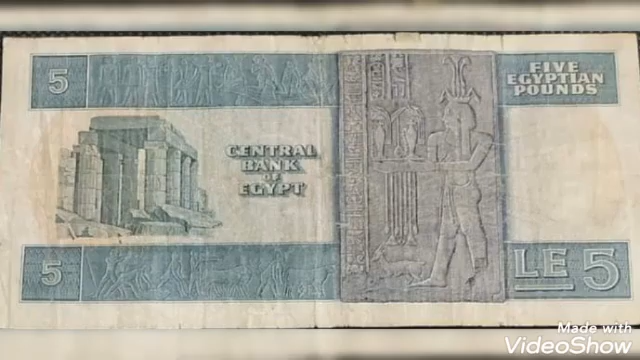 5
FIVE
EGYPTIAN
POUNDS
CENTRAL
BANK
OF
EGYPT
5
LE 5
Made with
VideoShow